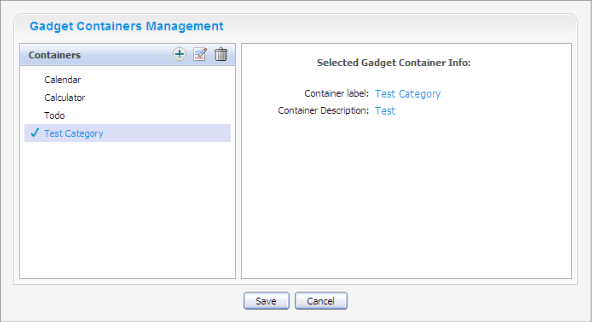 Gadget Containers Management
Containers
Calendar
Calculator
Todo
Test Category
Selected Gadget Container Info:
Container label: Test Category
Container Description: Test
Save Cancel